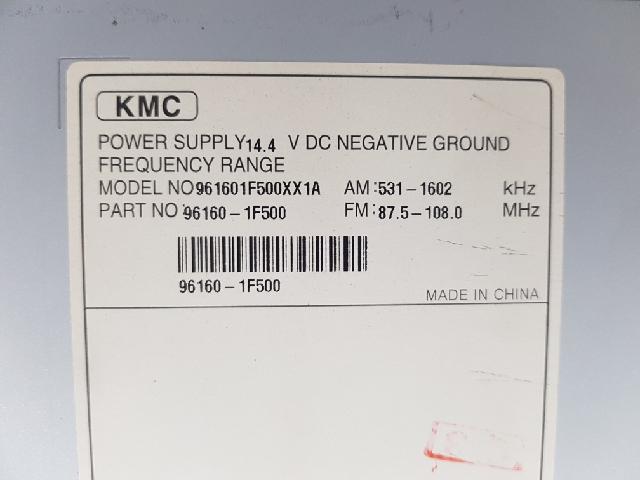 KMC
POWER SUPPLY 14.4 V DC NEGATIVE GROUND
FREQUENCY RANGE
MODEL NO 961601F500XX1A AM:531-1602 kHz
PART NO: 96160-1F500 FM:87.5-108.0 MHz
96160-1F500
MADE IN CHINA